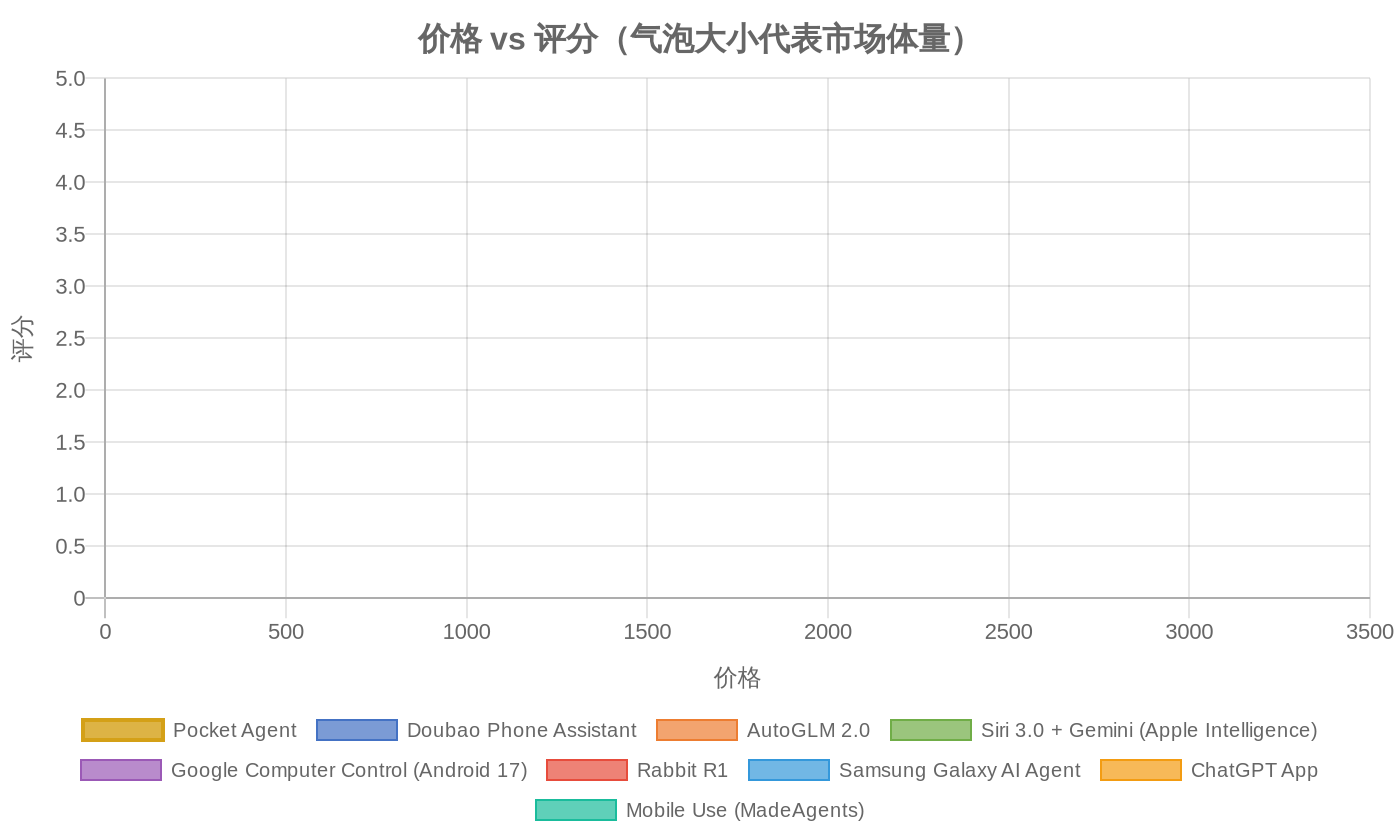 价格 vs 评分（气泡大小代表市场体量）
5.0
4.5
4.0
3.5
3.0
2.5
2.0
1.5
1.0
0.5
0
评分
0 500 1000 1500 2000 2500 3000 3500
价格
Pocket Agent Doubao Phone Assistant AutoGLM 2.0 Siri 3.0 + Gemini (Apple Intelligence)
Google Computer Control (Android 17) Rabbit R1 Samsung Galaxy AI Agent ChatGPT App
Mobile Use (MadeAgents)